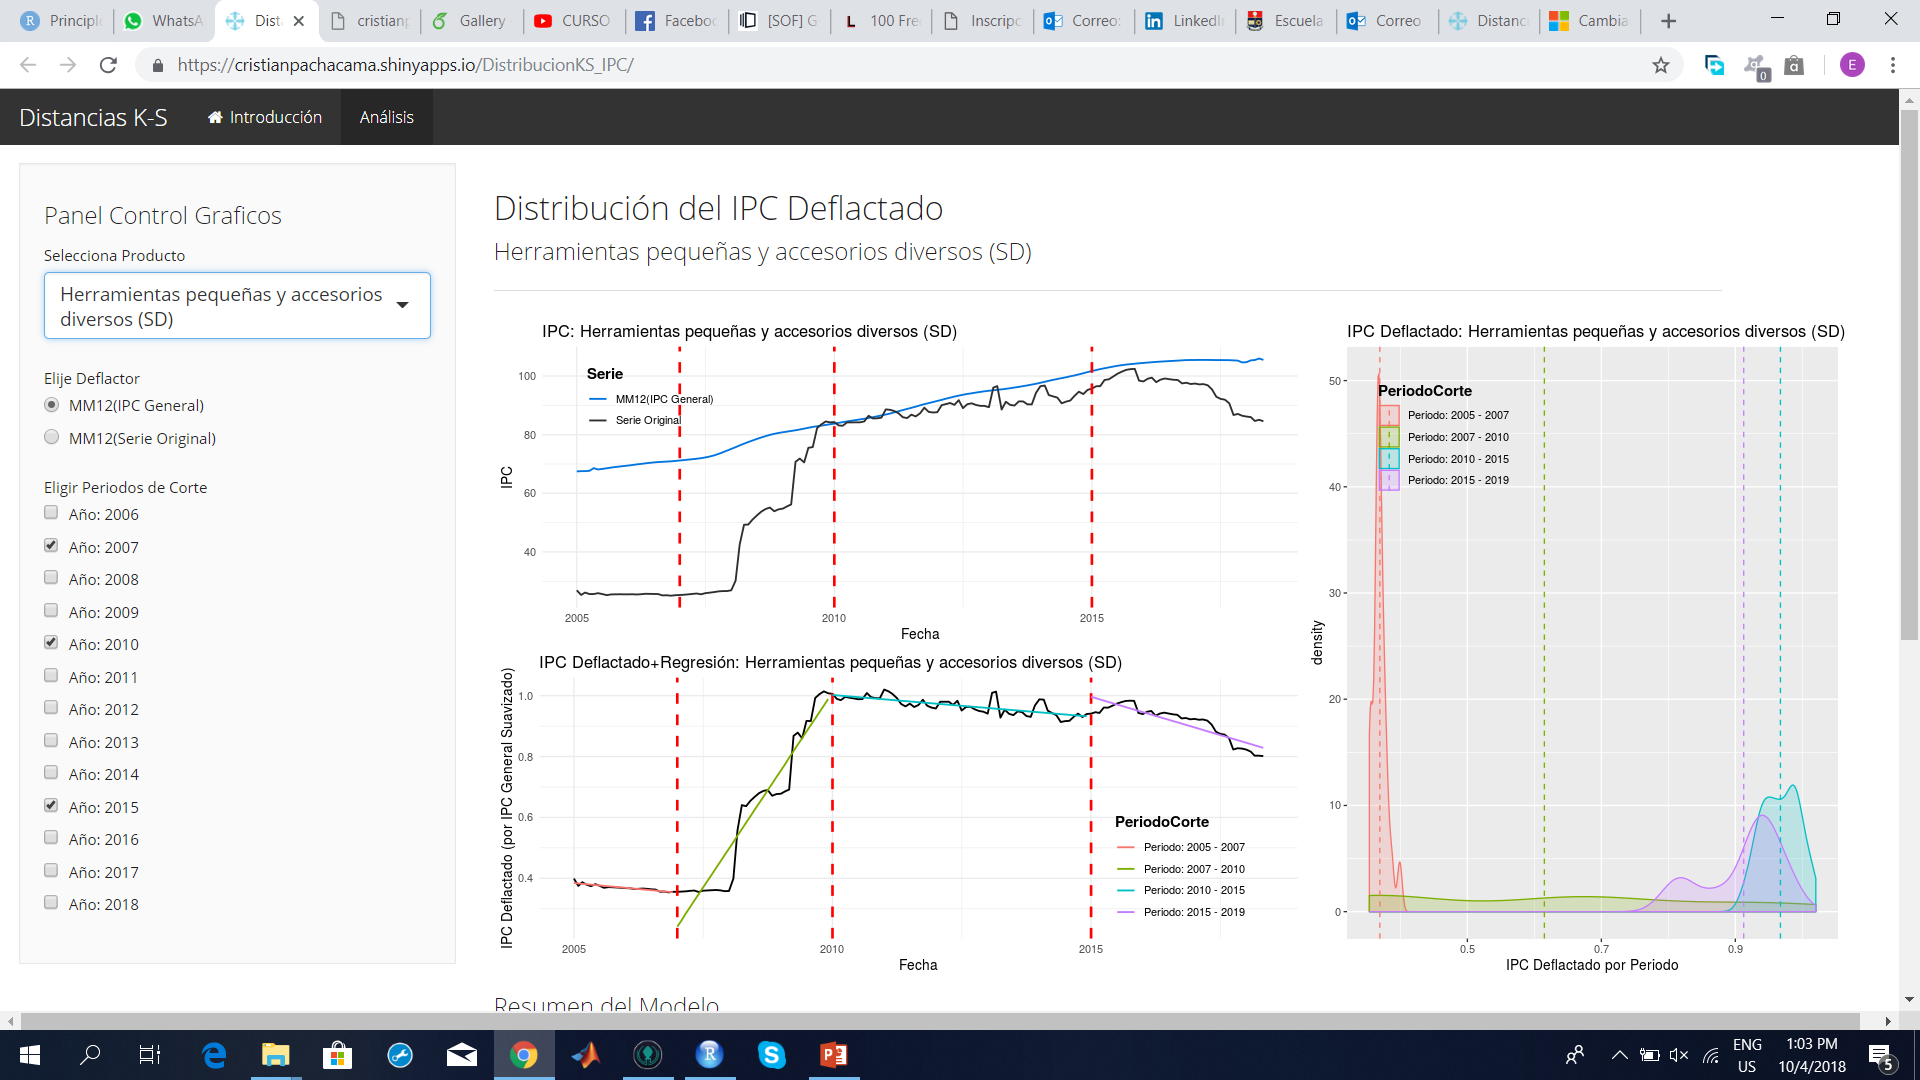 Principle
WhatsA
Dist
cristianp
Gallery
CURSO
Faceboo
[SOF] G
100 Fre
Inscripc
Correo:
LinkedI
Escuela
Correo
Distanc
Cambia
https://cristianpachacama.shinyapps.io/DistribucionKS_IPC/
0
E
Distancias K-S
Introducción
Análisis
Panel Control Graficos
Selecciona Producto
Herramientas pequeñas y accesorios
diversos (SD)
Elije Deflactor
MM12(IPC General)
MM12(Serie Original)
Eligir Periodos de Corte
Año: 2006
Año: 2007
Año: 2008
Año: 2009
Año: 2010
Año: 2011
Año: 2012
Año: 2013
Año: 2014
Año: 2015
Año: 2016
Año: 2017
Año: 2018
Distribución del IPC Deflactado
Herramientas pequeñas y accesorios diversos (SD)
IPC: Herramientas pequeñas y accesorios diversos (SD)
Serie
MM12(IPC General)
Serie Original
100
80
60
40
IPC
2005
2010
2015
Fecha
IPC Deflactado+Regresión: Herramientas pequeñas y accesorios diversos (SD)
IPC Deflactado (por IPC General Suavizado)
1.0
0.8
0.6
0.4
PeriodoCorte
Periodo: 2005 - 2007
Periodo: 2007 - 2010
Periodo: 2010 - 2015
Periodo: 2015 - 2019
2005
2010
2015
Fecha
IPC Deflactado: Herramientas pequeñas y accesorios diversos (SD)
PeriodoCorte
Periodo: 2005 - 2007
Periodo: 2007 - 2010
Periodo: 2010 - 2015
Periodo: 2015 - 2019
50
40
30
20
10
0
density
0.5
0.7
0.9
IPC Deflactado por Periodo
Resumen del Modelo
ENG
US
1:03 PM
10/4/2018
5